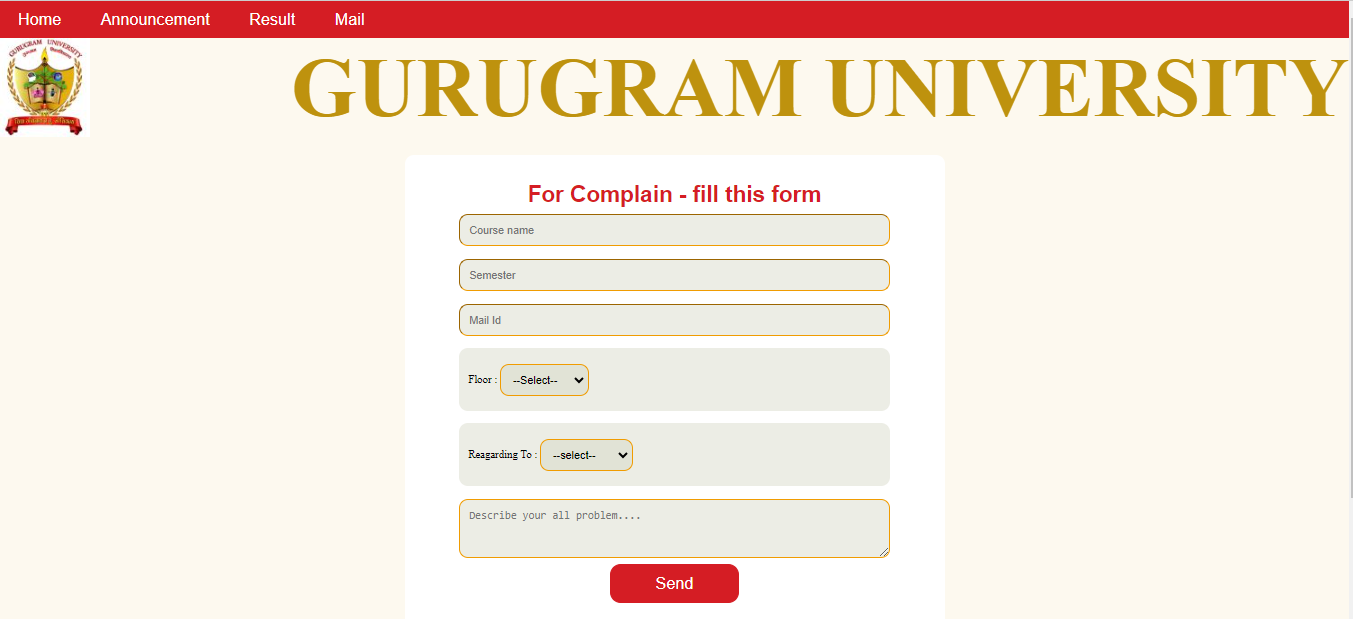 Home Announcement Result Mail
GURUGRAM UNIVERSITY
GURUGRAM UNIVERSITY
For Complain - fill this form
Course name
Semester
Mail Id
Floor : --Select--
Reagarding To : --select--
Describe your all problem....
Send